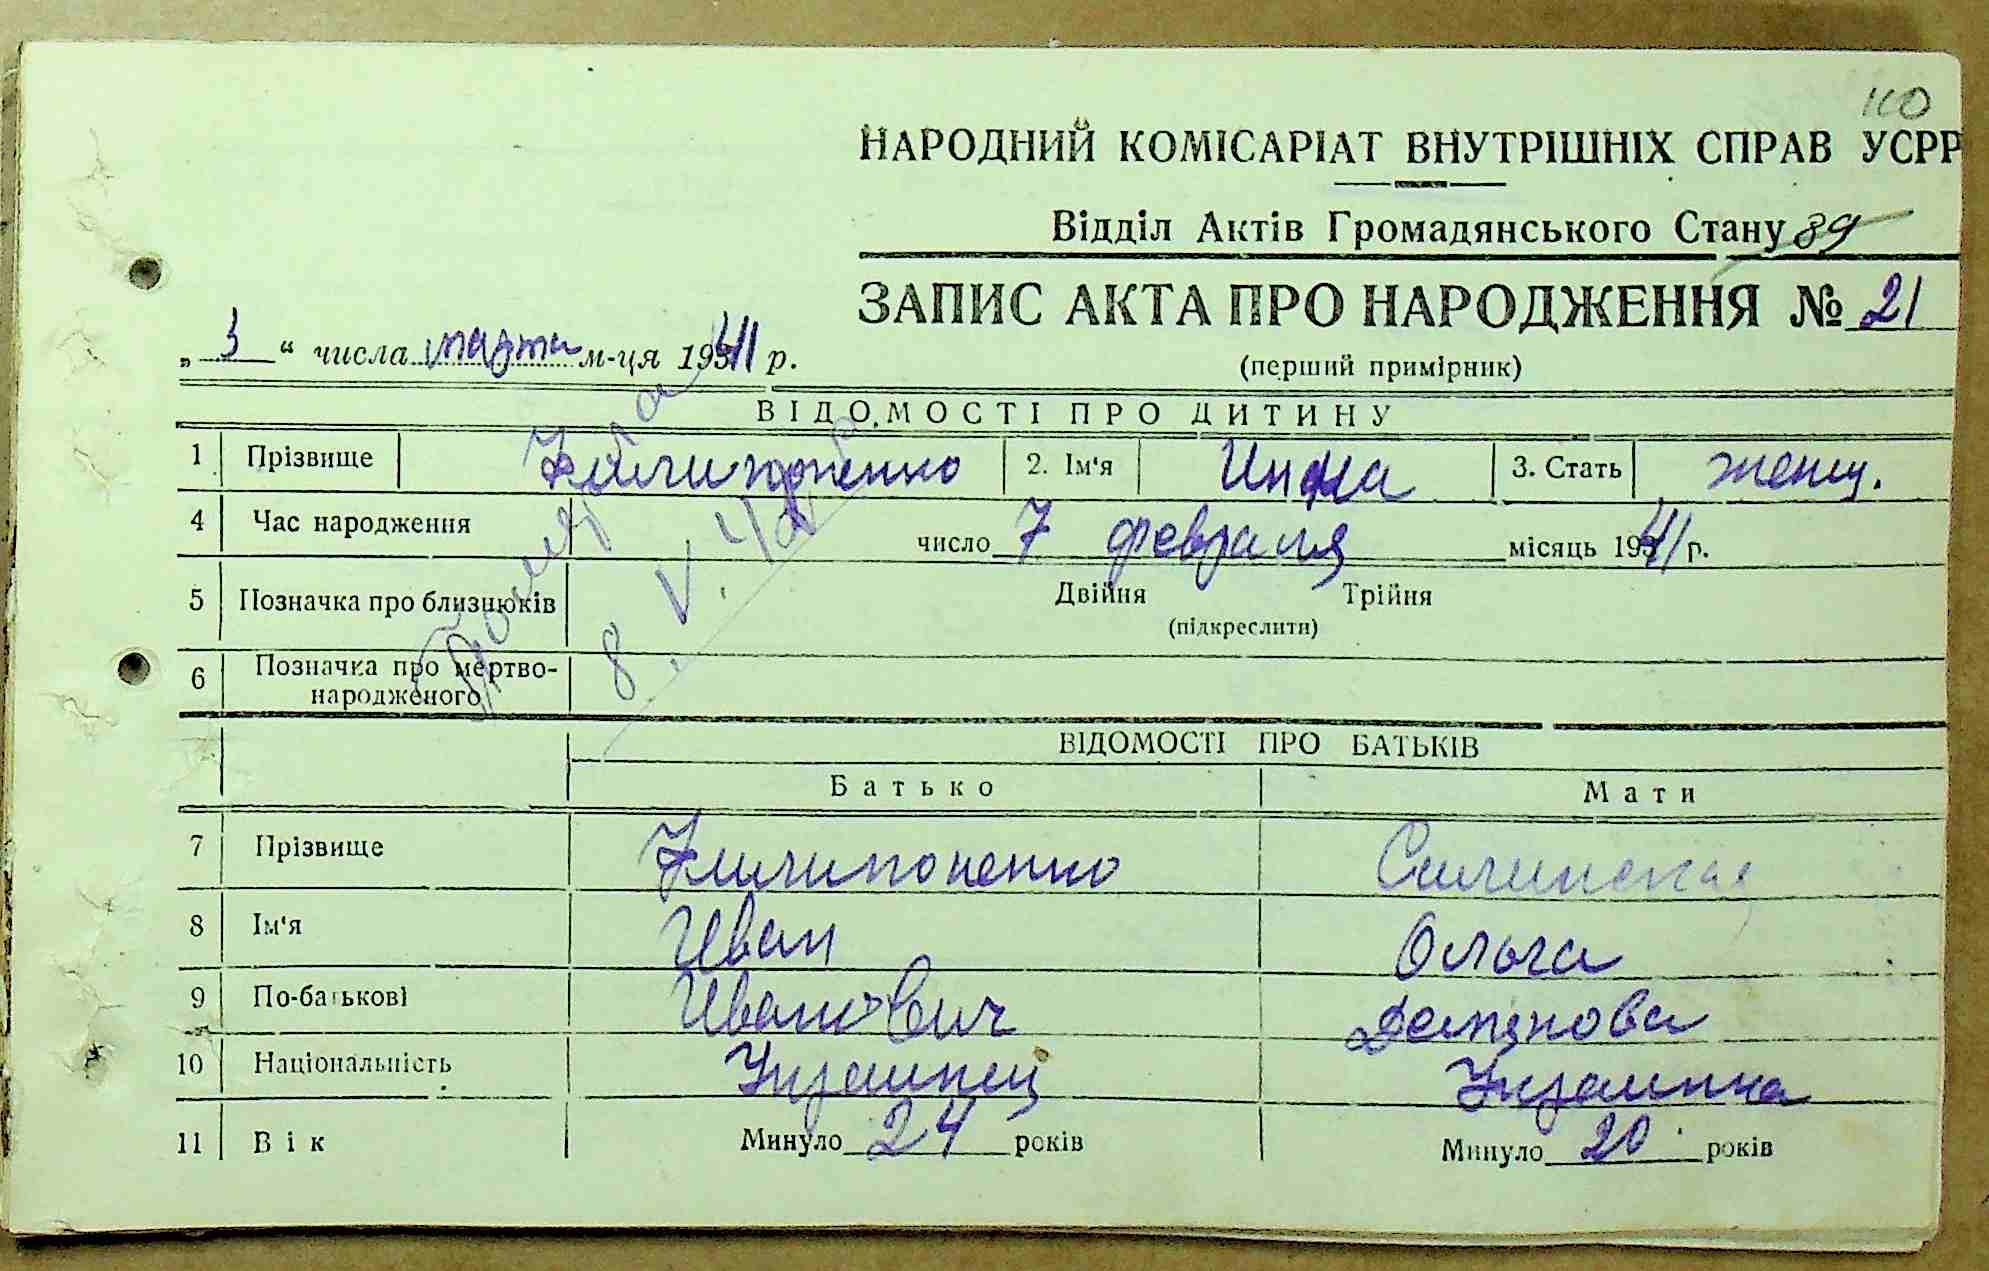 110
НАРОДНИЙ КОМІСАРІАТ ВНУТРІШНІХ СПРАВ УСРР
Відділ Актів Громадянського Стану 89
ЗАПИС АКТА ПРО НАРОДЖЕННЯ № 21
„ 3 “ числа марта м-ця 1941 р.
(перший примірник)
ВІДОМОСТІ ПРО ДИТИНУ
1 Прізвище 2. Ім'я 3. Стать женщ.
4 Час народження число 7 февраля місяць 1941 р.
5 Позначка про близнюків Двійня Трійня
(підкреслити)
6 Позначка про мертво-
народженого
8. V. 42
ВІДОМОСТІ ПРО БАТЬКІВ
Батько Мати
7 Прізвище
8 Ім'я Иван Ольга
9 По-батькові Иванович Демянова
10 Національність Украинец Украинка
11 Вік Минуло 24 років Минуло 20 років